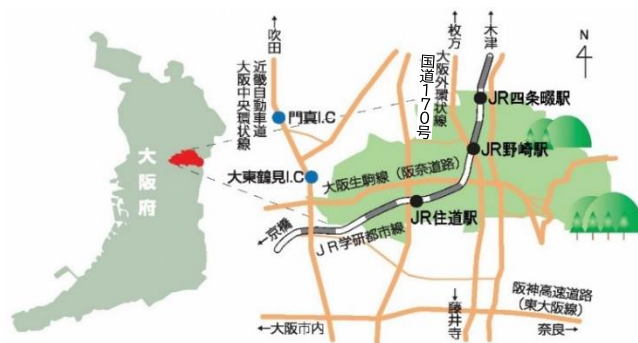 大阪府
←吹田
近畿自動車道
大阪中央環状線
門真I.C
大東鶴見I.C
←枚方
大阪外環状線
国道170号
←木津
N
JR四条畷駅
JR野崎駅
大阪生駒線(阪奈道路)
JR住道駅
←京橋
JR学研都市線
→藤井寺
阪神高速道路
(東大阪線)
←大阪市内
奈良→